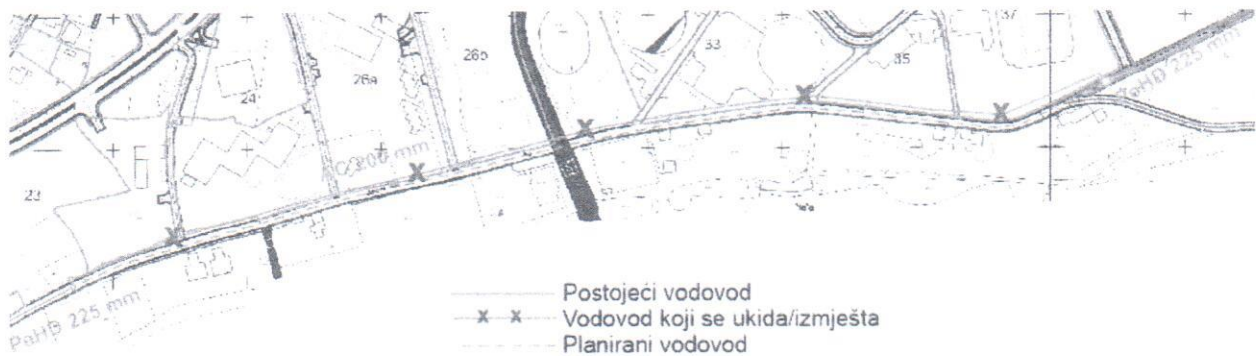 37
33
26b
35
26a
PeHD 225 mm
24
200 mm
23
PeHD 225 mm
Postojeći vodovod
X X Vodovod koji se ukida/izmješta
Planirani vodovod